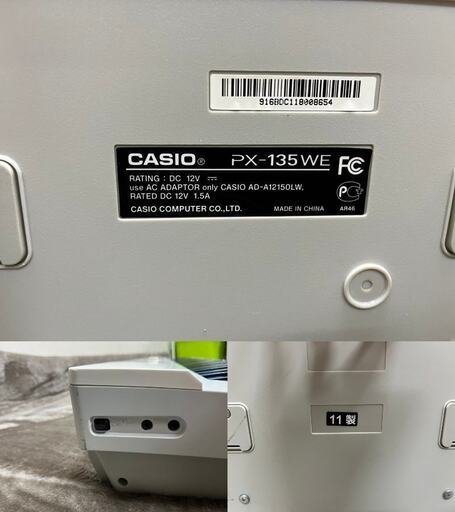 916BDC118008654
CASIO® PX-135WE FC
RATING : DC 12V ⎓
use AC ADAPTOR only CASIO AD-A12150LW,
RATED DC 12V 1.5A
CASIO COMPUTER CO.,LTD. MADE IN CHINA AR46
11製